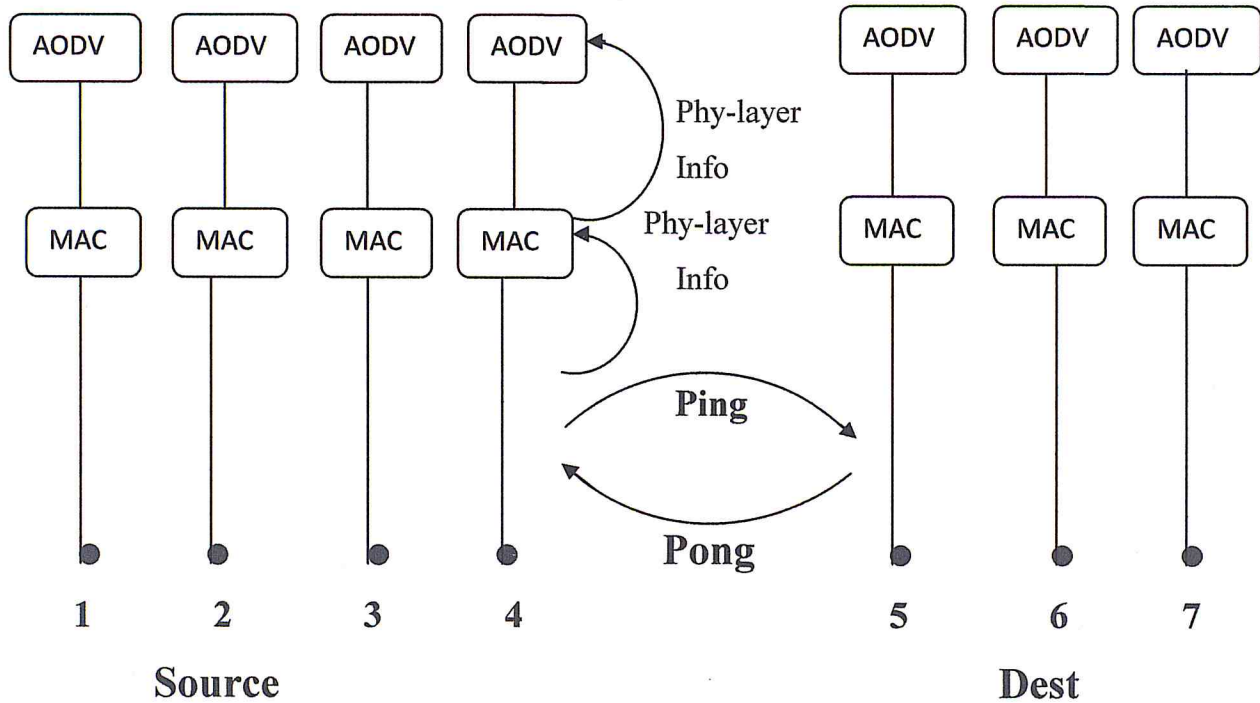 AODV AODV AODV AODV AODV AODV AODV
Phy-layer
Info
MAC MAC MAC MAC MAC MAC MAC
Phy-layer
Info
Ping
Pong
1 2 3 4 5 6 7
Source Dest